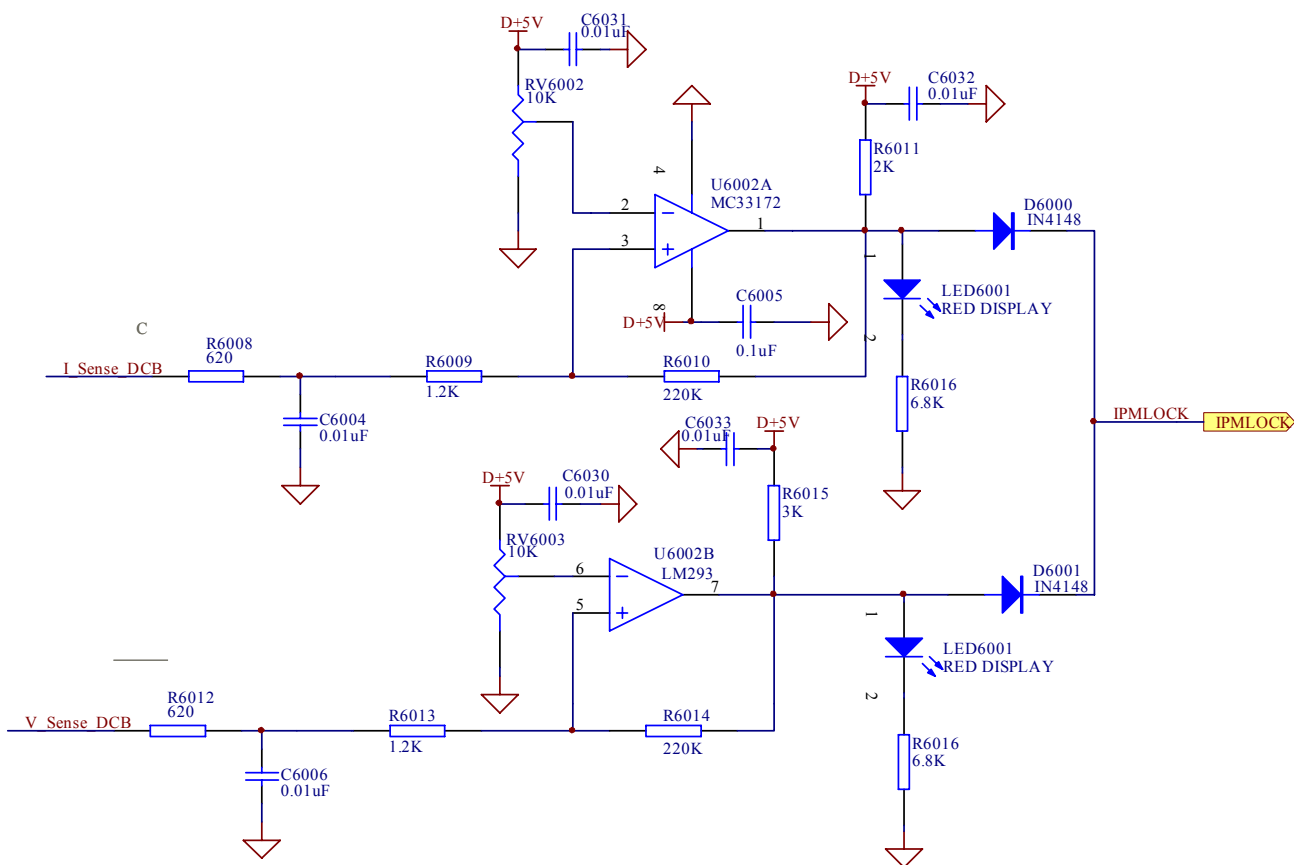 D+5V
C6031
0.01uF
RV6002
10K
D+5V
C6032
0.01uF
4
R6011
2K
U6002A
MC33172
2
3
1
D6000
IN4148
1
LED6001
RED DISPLAY
8
C6005
D+5V
0.1uF
2
C
R6008
620
I_Sense_DCB
R6009
1.2K
R6010
220K
R6016
6.8K
C6004
0.01uF
IPMLOCK
IPMLOCK
C6033
0.01uF
D+5V
D+5V
C6030
0.01uF
R6015
3K
RV6003
10K
U6002B
LM293
6
5
7
D6001
IN4148
1
LED6001
RED DISPLAY
2
R6012
620
V_Sense_DCB
R6013
1.2K
R6014
220K
R6016
6.8K
C6006
0.01uF